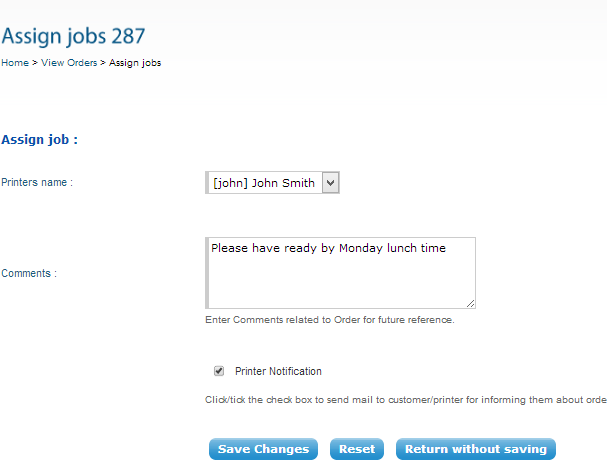 Assign jobs 287
Home > View Orders > Assign jobs
Assign job :
Printers name :
[john] John Smith
Please have ready by Monday lunch time
Comments :
Enter Comments related to Order for future reference.
Printer Notification
Click/tick the check box to send mail to customer/printer for informing them about orde
Save Changes Reset Return without saving